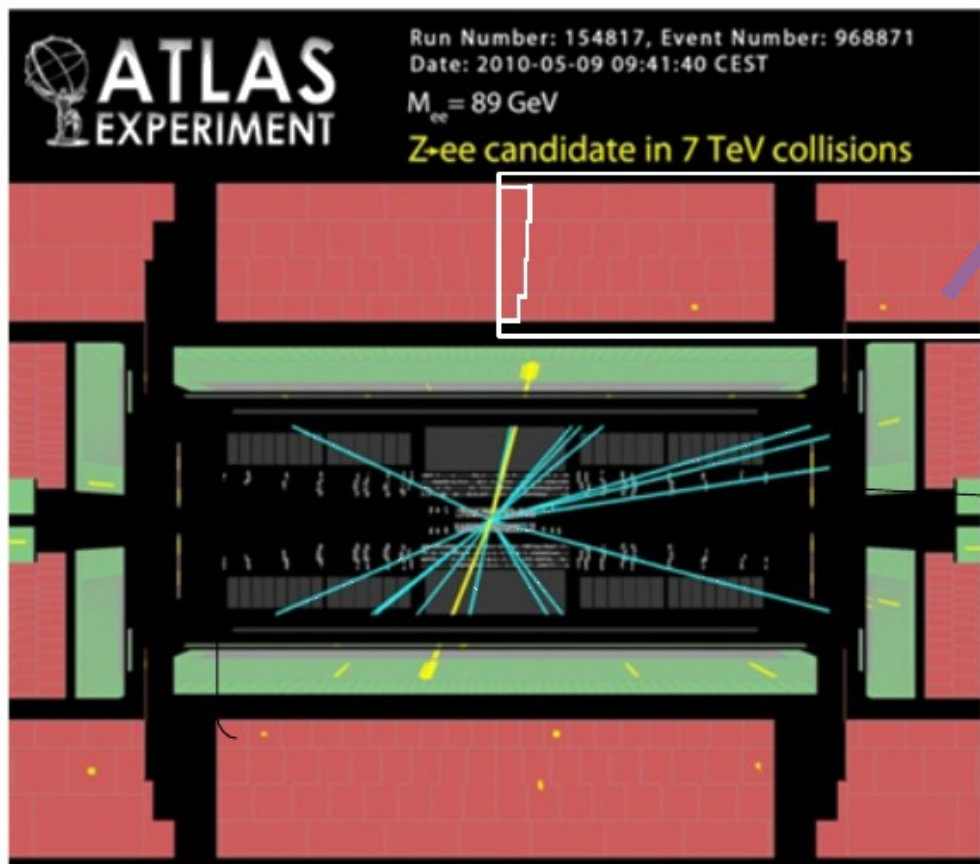 ATLAS
EXPERIMENT
Run Number: 154817, Event Number: 968871
Date: 2010-05-09 09:41:40 CEST
Mee= 89 GeV
Z→ee candidate in 7 TeV collisions